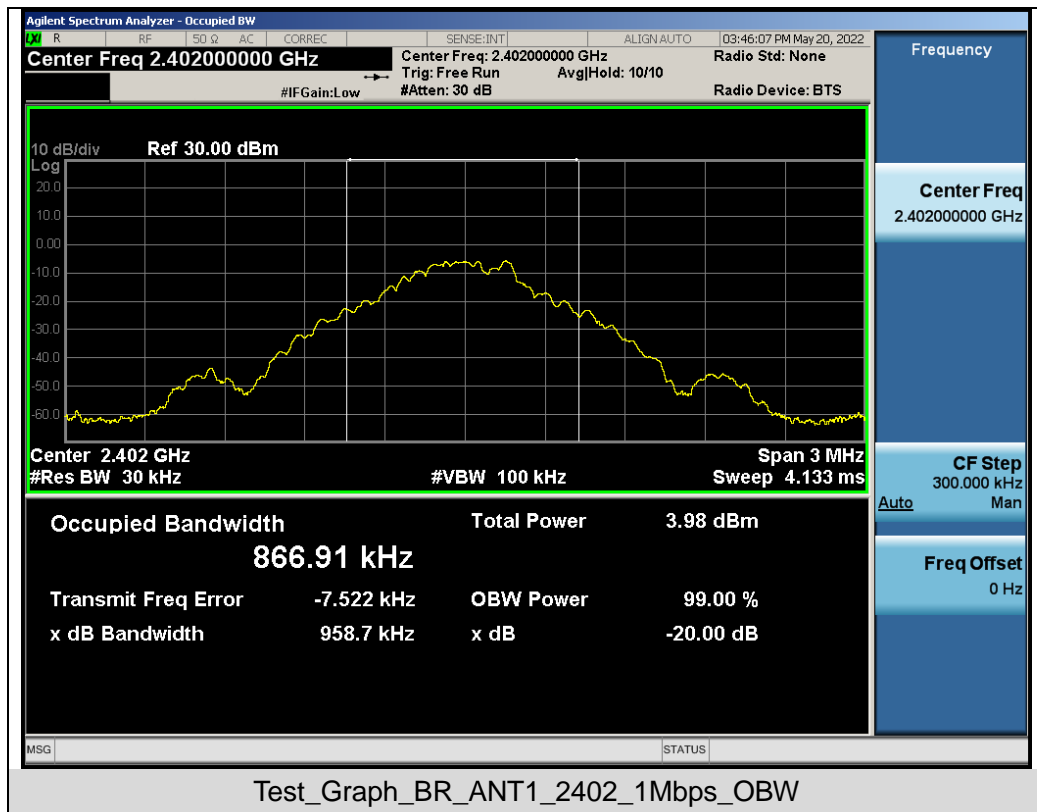 Agilent Spectrum Analyzer - Occupied BW
LXI R RF 50 Ω AC CORREC SENSE:INT ALIGN AUTO 03:46:07 PM May 20, 2022
Center Freq 2.402000000 GHz
Center Freq: 2.402000000 GHz Radio Std: None
Trig: Free Run Avg|Hold: 10/10
#IFGain:Low #Atten: 30 dB Radio Device: BTS
10 dB/div Ref 30.00 dBm
Log
20.0
10.0
0.00
-10.0
-20.0
-30.0
-40.0
-50.0
-60.0
Center 2.402 GHz Span 3 MHz
#Res BW 30 kHz #VBW 100 kHz Sweep 4.133 ms
Occupied Bandwidth Total Power 3.98 dBm
866.91 kHz
Transmit Freq Error -7.522 kHz OBW Power 99.00 %
x dB Bandwidth 958.7 kHz x dB -20.00 dB
MSG STATUS
Frequency
Center Freq
2.402000000 GHz
CF Step
300.000 kHz
Auto Man
Freq Offset
0 Hz
Test_Graph_BR_ANT1_2402_1Mbps_OBW